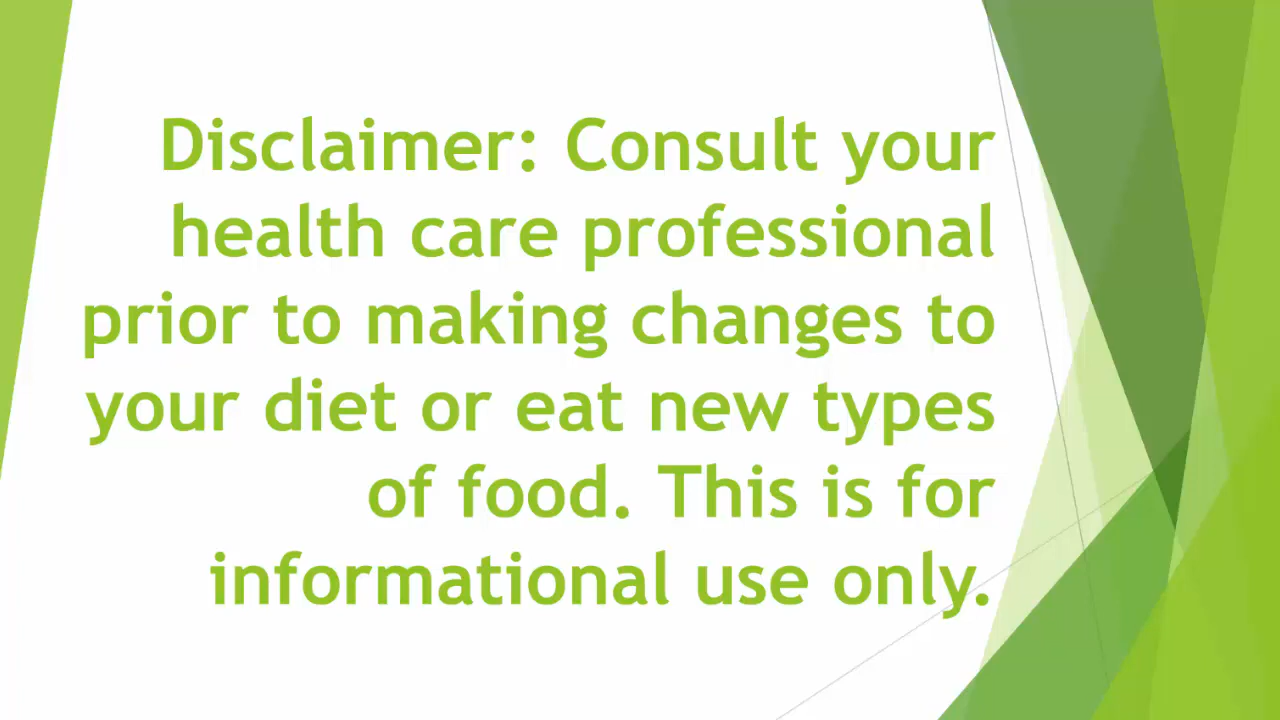 Disclaimer: Consult your
health care professional
prior to making changes to
your diet or eat new types
of food. This is for
informational use only.